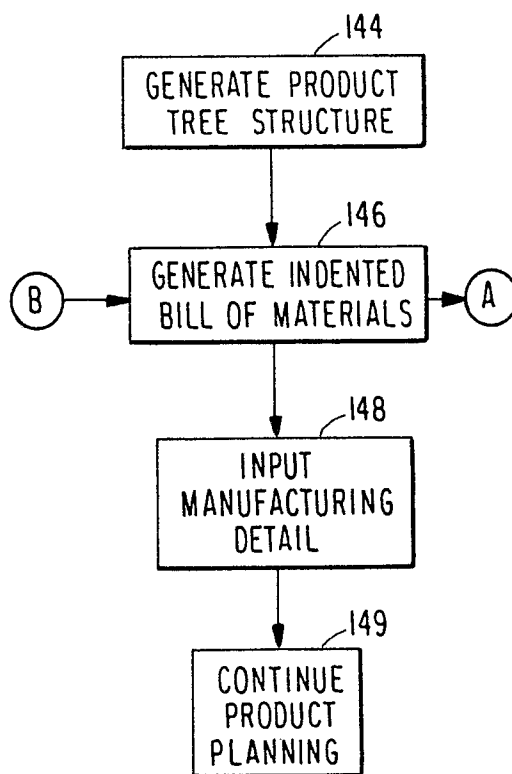 144
GENERATE PRODUCT
TREE STRUCTURE
146
B
GENERATE INDENTED
BILL OF MATERIALS
A
148
INPUT
MANUFACTURING
DETAIL
149
CONTINUE
PRODUCT
PLANNING